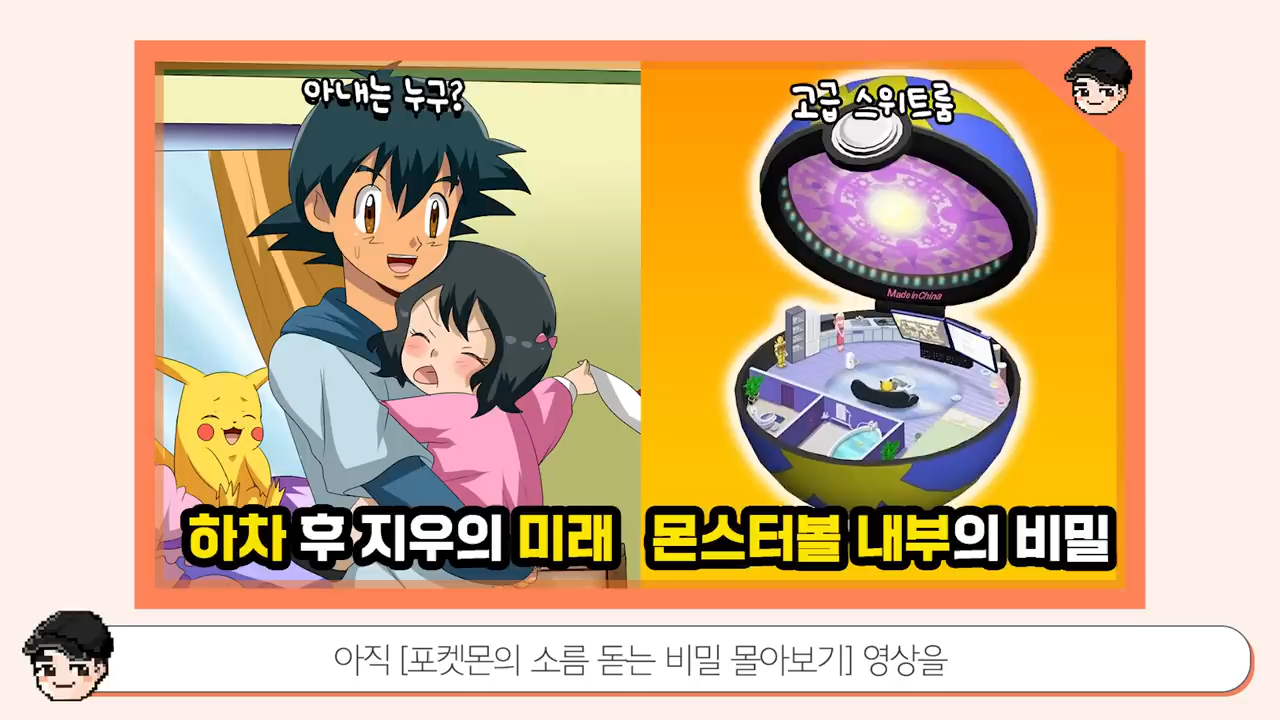 아내는 누구?
고급 스위트룸
Made in China
하차 후 지우의 미래
몬스터볼 내부의 비밀
아직 [포켓몬의 소름 돋는 비밀 몰아보기] 영상을